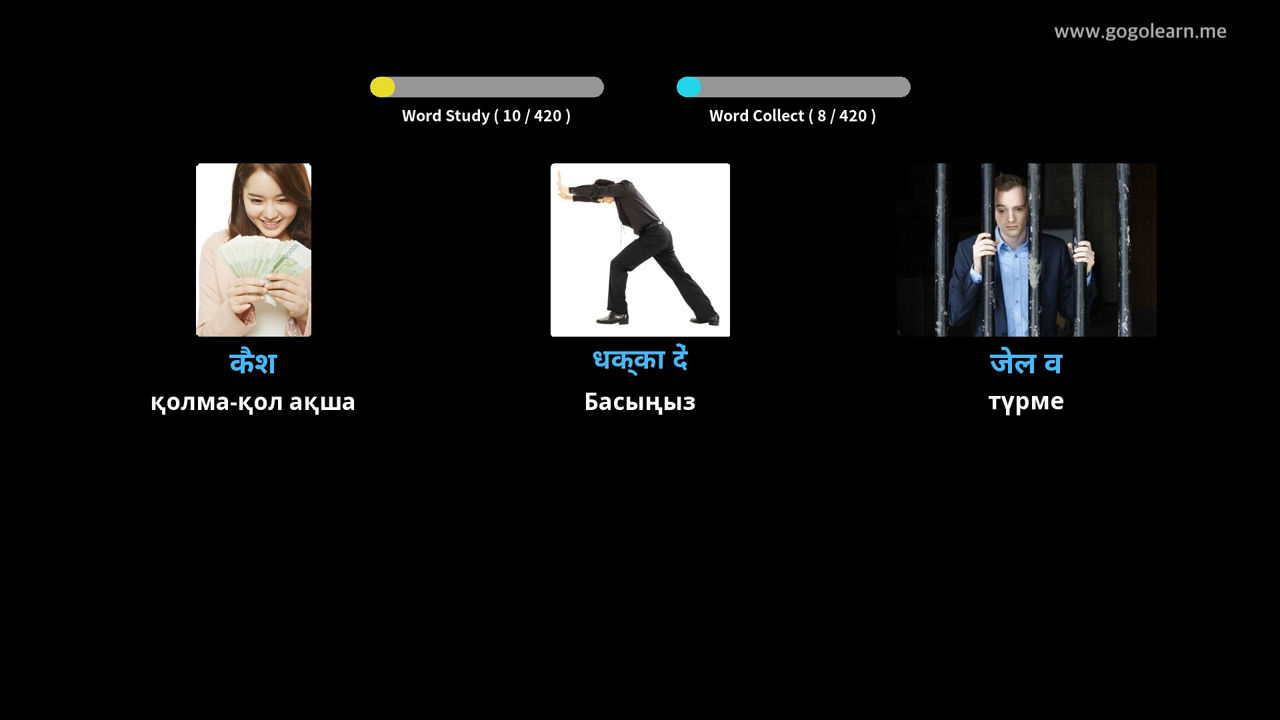 www.gogolearn.me
Word Study ( 10 / 420 )
Word Collect ( 8 / 420 )
कैश
धक्का दें
जेल व
қолма-қол ақша
Басыңыз
түрме